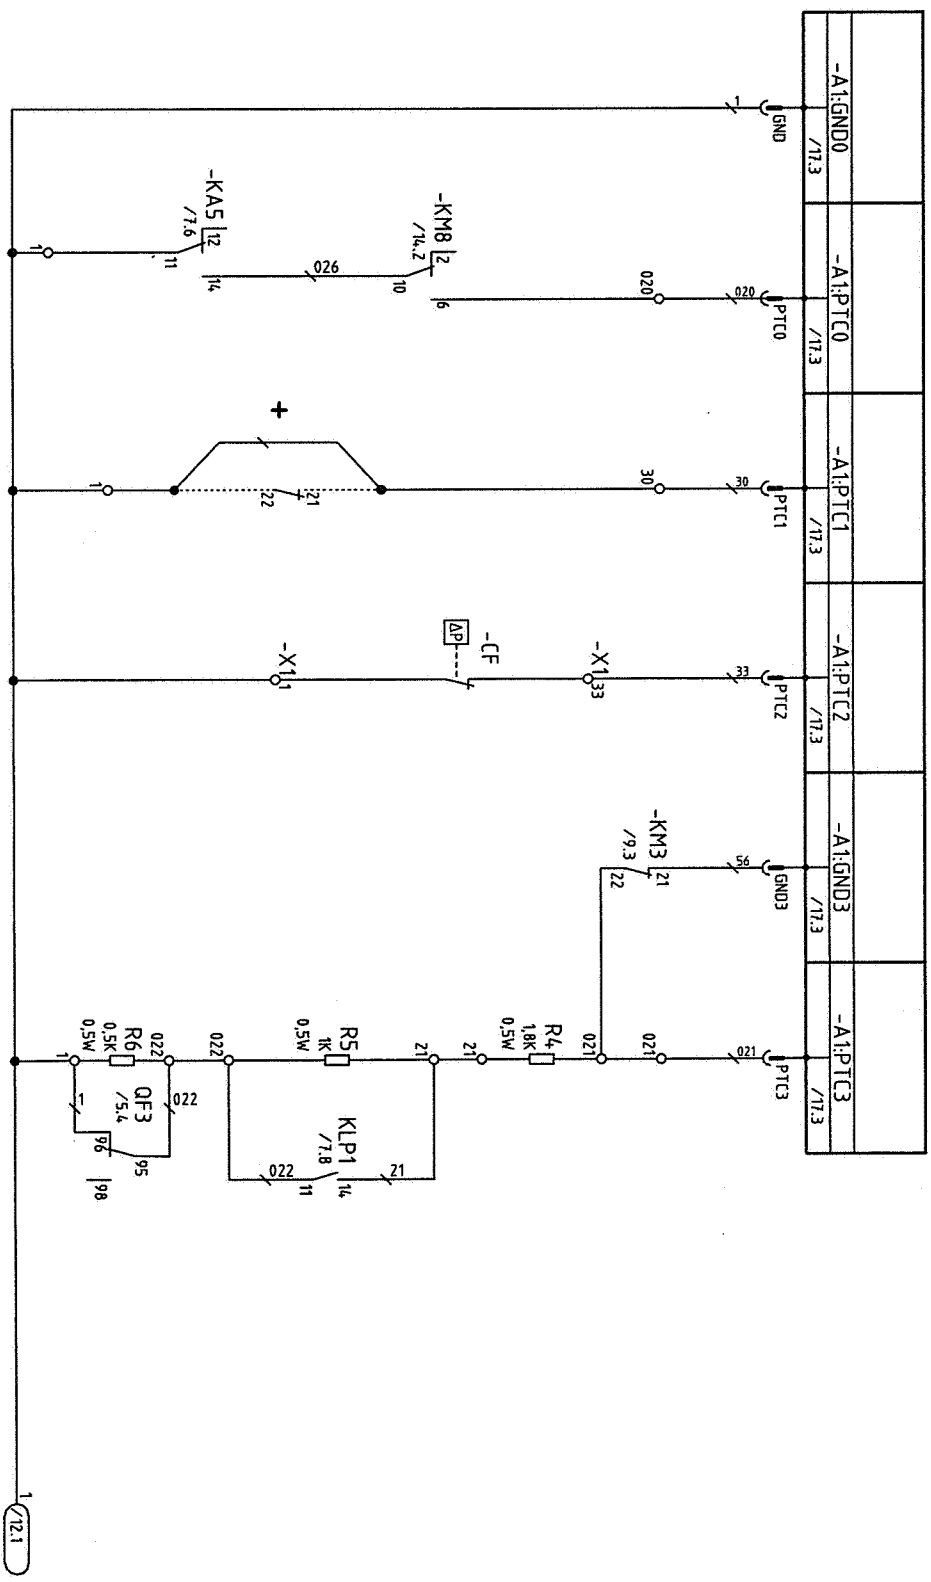 -A1:GND0
/17.3
GND
1
-A1:PTC0
/17.3
PTC0
020
020
-KM8
/14.2
2
10
6
026
-KA5
/7.6
12
11
14
1
-A1:PTC1
/17.3
PTC1
30
30
+
21
22
1
-A1:PTC2
/17.3
PTC2
33
-X1
33
-CF
ΔP
-X1
1
-A1:GND3
/17.3
GND3
56
-KM3
/9.3
21
22
-A1:PTC3
/17.3
PTC3
021
021
021
R4
1,8K
0,5W
21
21
R5
1K
0,5W
KLP1
/7.8
21
14
11
022
022
022
R6
0,5K
0,5W
QF3
/5.4
022
1
95
96
98
1
1
/12.1